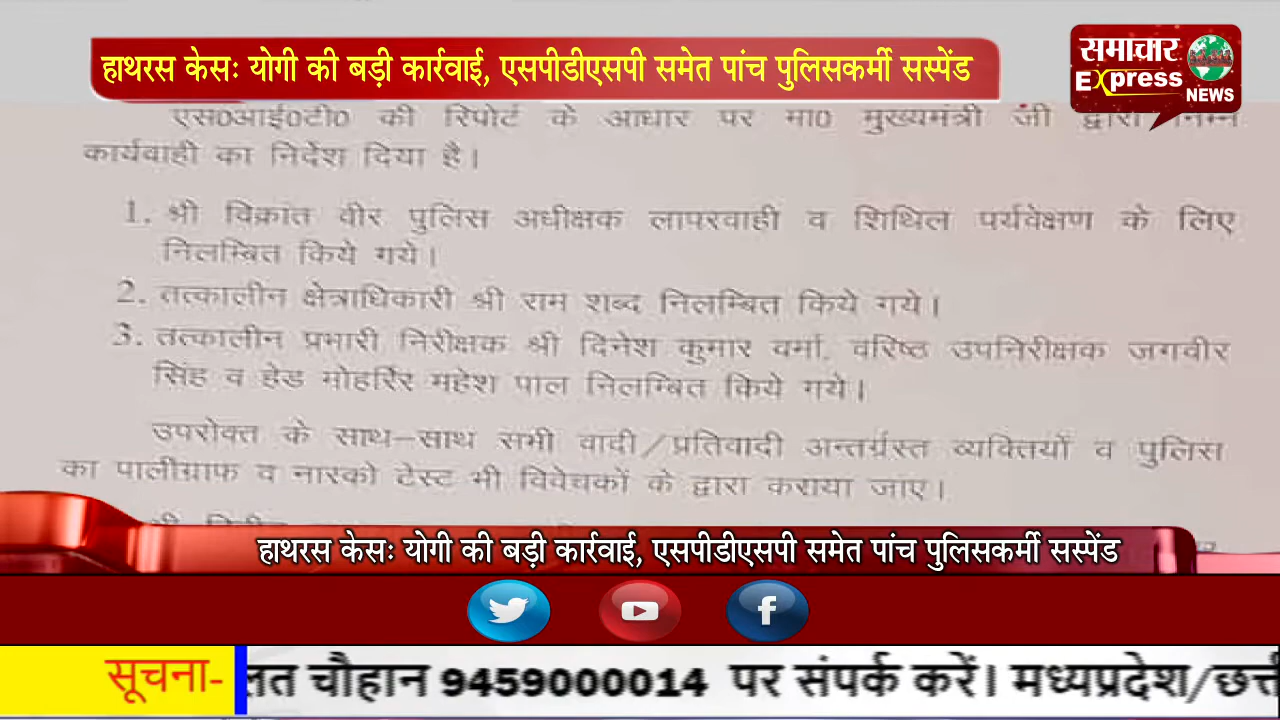 हाथरस केसः योगी की बड़ी कार्रवाई, एसपीडीएसपी समेत पांच पुलिसकर्मी सस्पेंड
समाचार
Express
NEWS
एस0आई0टी0 की रिपोर्ट के आधार पर मा0 मुख्यमंत्री जी द्वारा निम्न
कार्यवाही का निर्देश दिया है।
1. श्री विक्रांत वीर पुलिस अधीक्षक लापरवाही व शिथिल पर्यवेक्षण के लिए
निलम्बित किये गये।
2. तत्कालीन क्षेत्राधिकारी श्री राम शब्द निलम्बित किये गये।
3. तत्कालीन प्रभारी निरीक्षक श्री दिनेश कुमार वर्मा, वरिष्ठ उपनिरीक्षक जगवीर
सिंह व हेड मोहर्रिर महेश पाल निलम्बित किये गये।
उपरोक्त के साथ-साथ सभी वादी/प्रतिवादी अन्तर्ग्रस्त व्यक्तियों व पुलिस
का पालीग्राफ व नारको टेस्ट भी विवेचकों के द्वारा कराया जाए।
हाथरस केसः योगी की बड़ी कार्रवाई, एसपीडीएसपी समेत पांच पुलिसकर्मी सस्पेंड
सूचना- लत चौहान 9459000014 पर संपर्क करें। मध्यप्रदेश/छत्ती